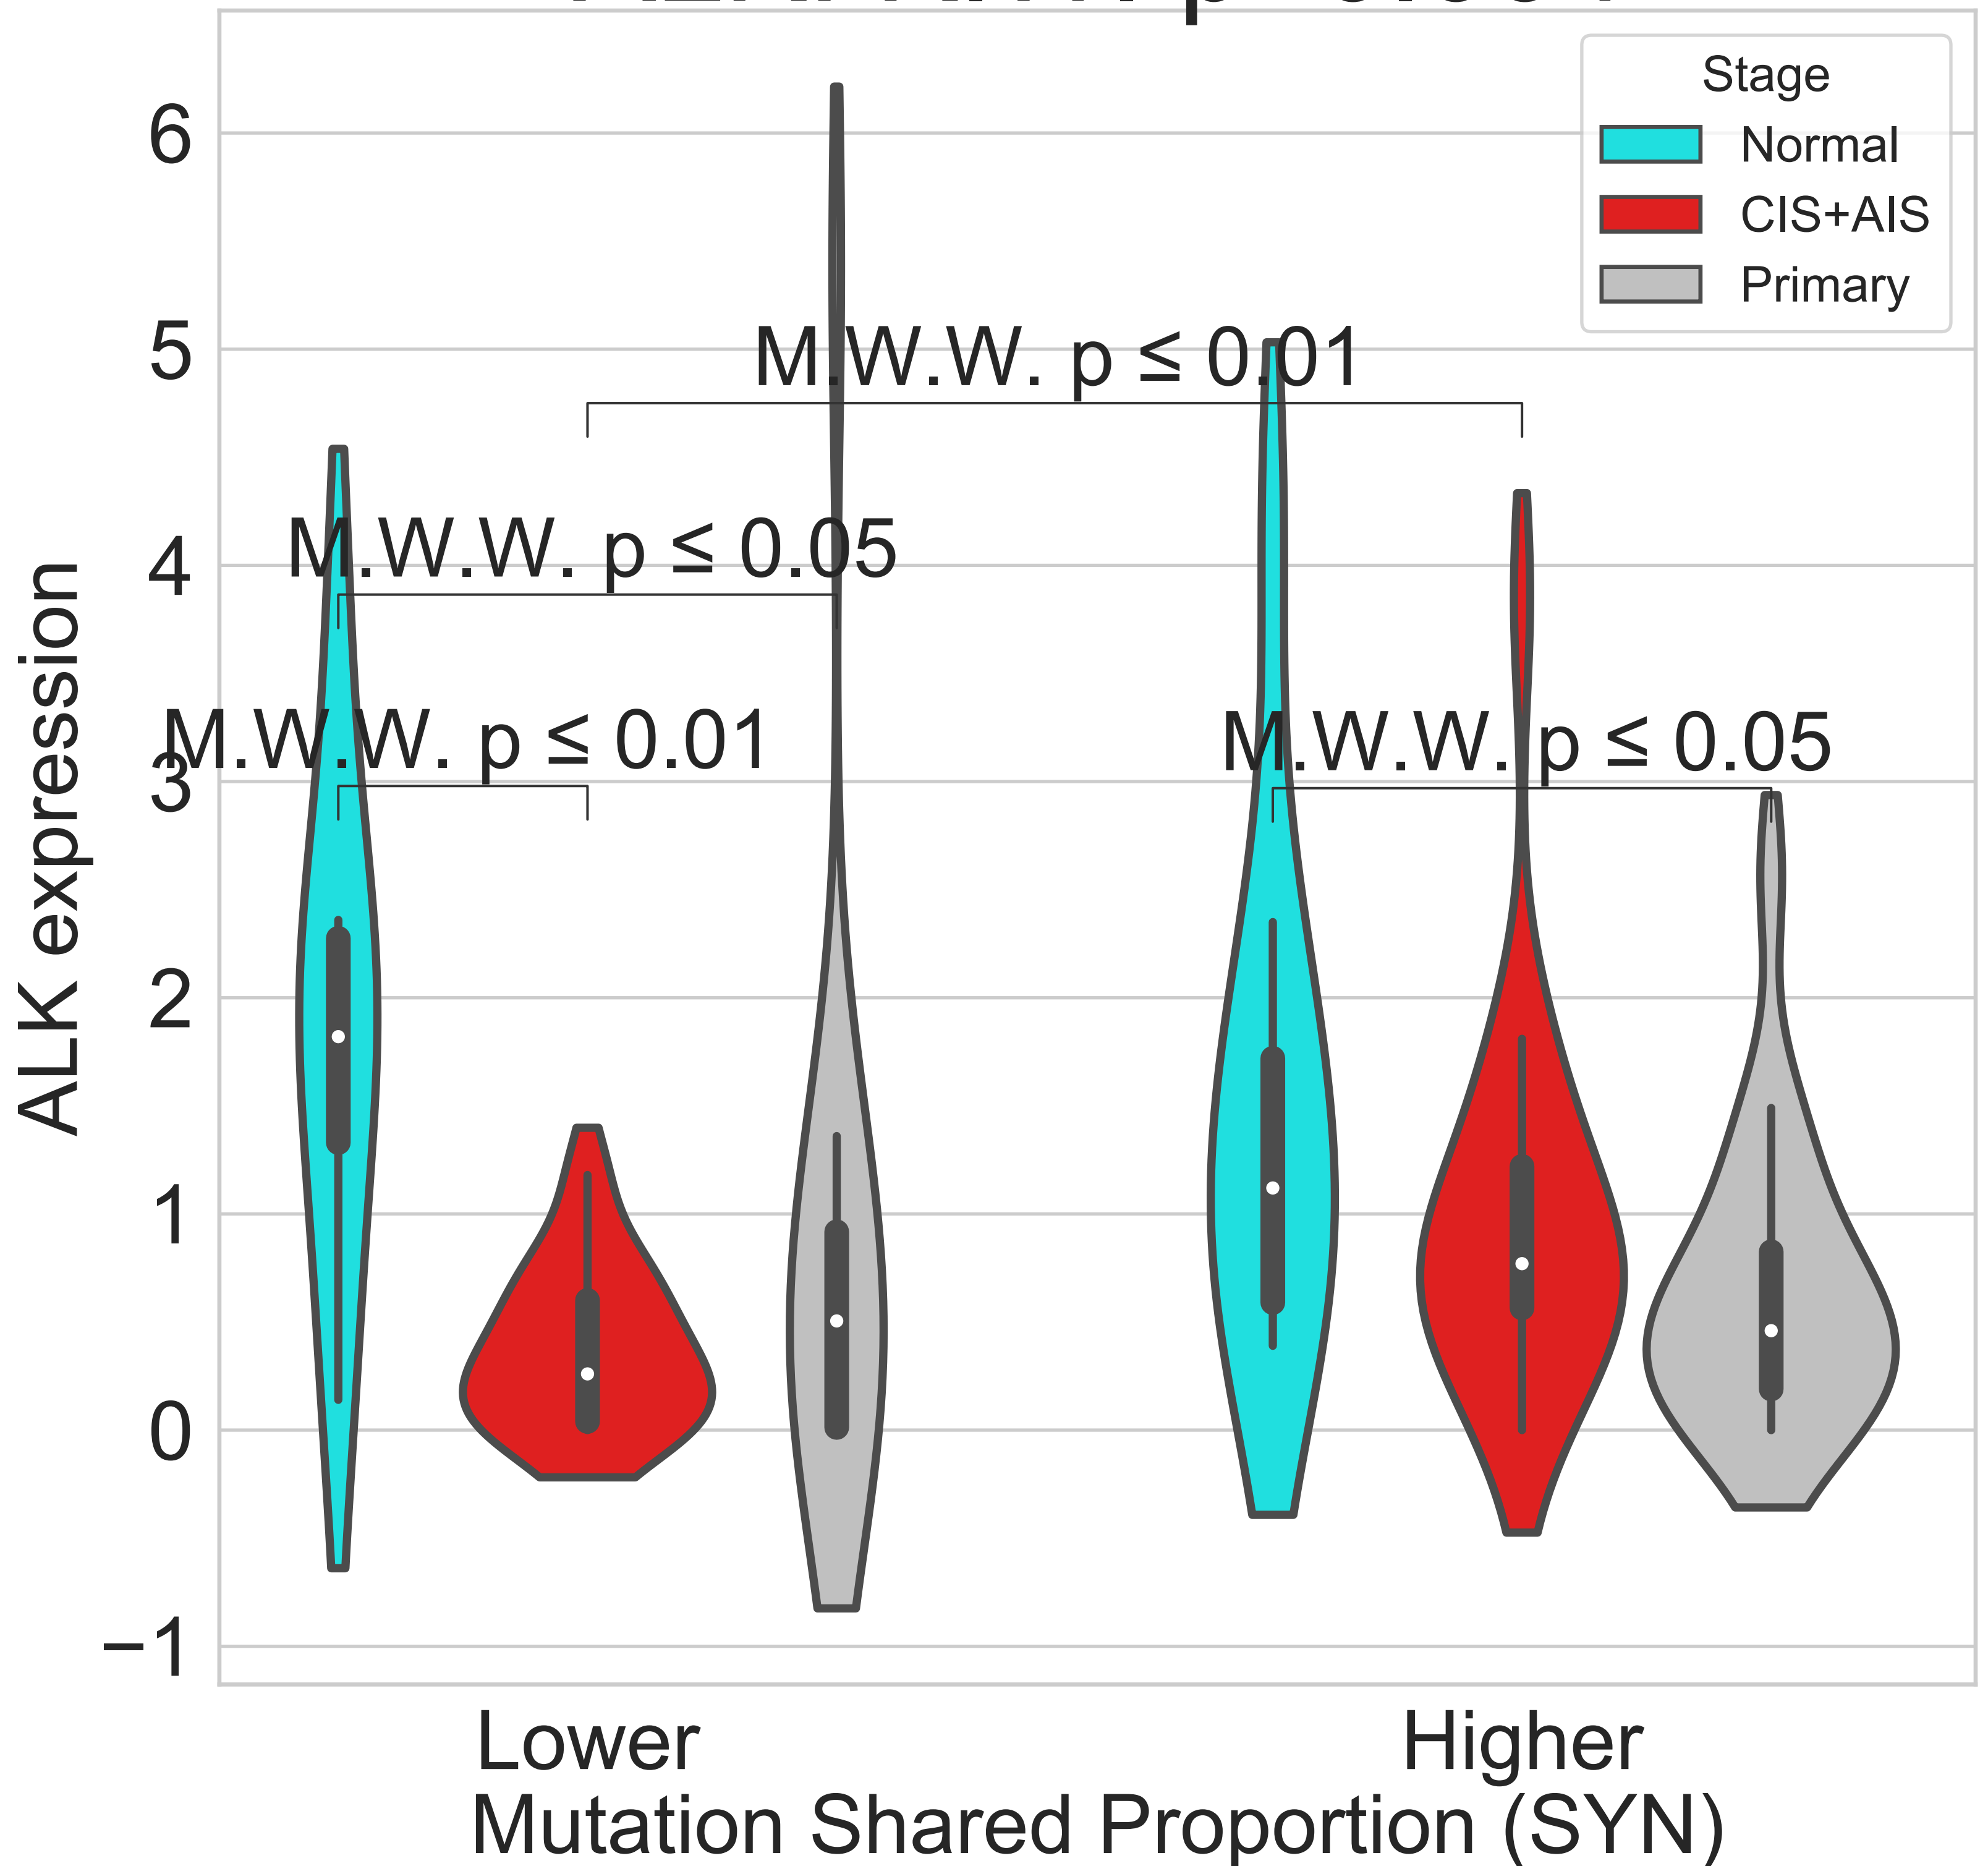 Stage
Normal
CIS+AIS
Primary
6
5
4
3
2
1
0
−1
ALK expression
M.W.W. p ≤ 0.01
M.W.W. p ≤ 0.05
M.W.W. p ≤ 0.01
M.W.W. p ≤ 0.05
Lower
Higher
Mutation Shared Proportion (SYN)